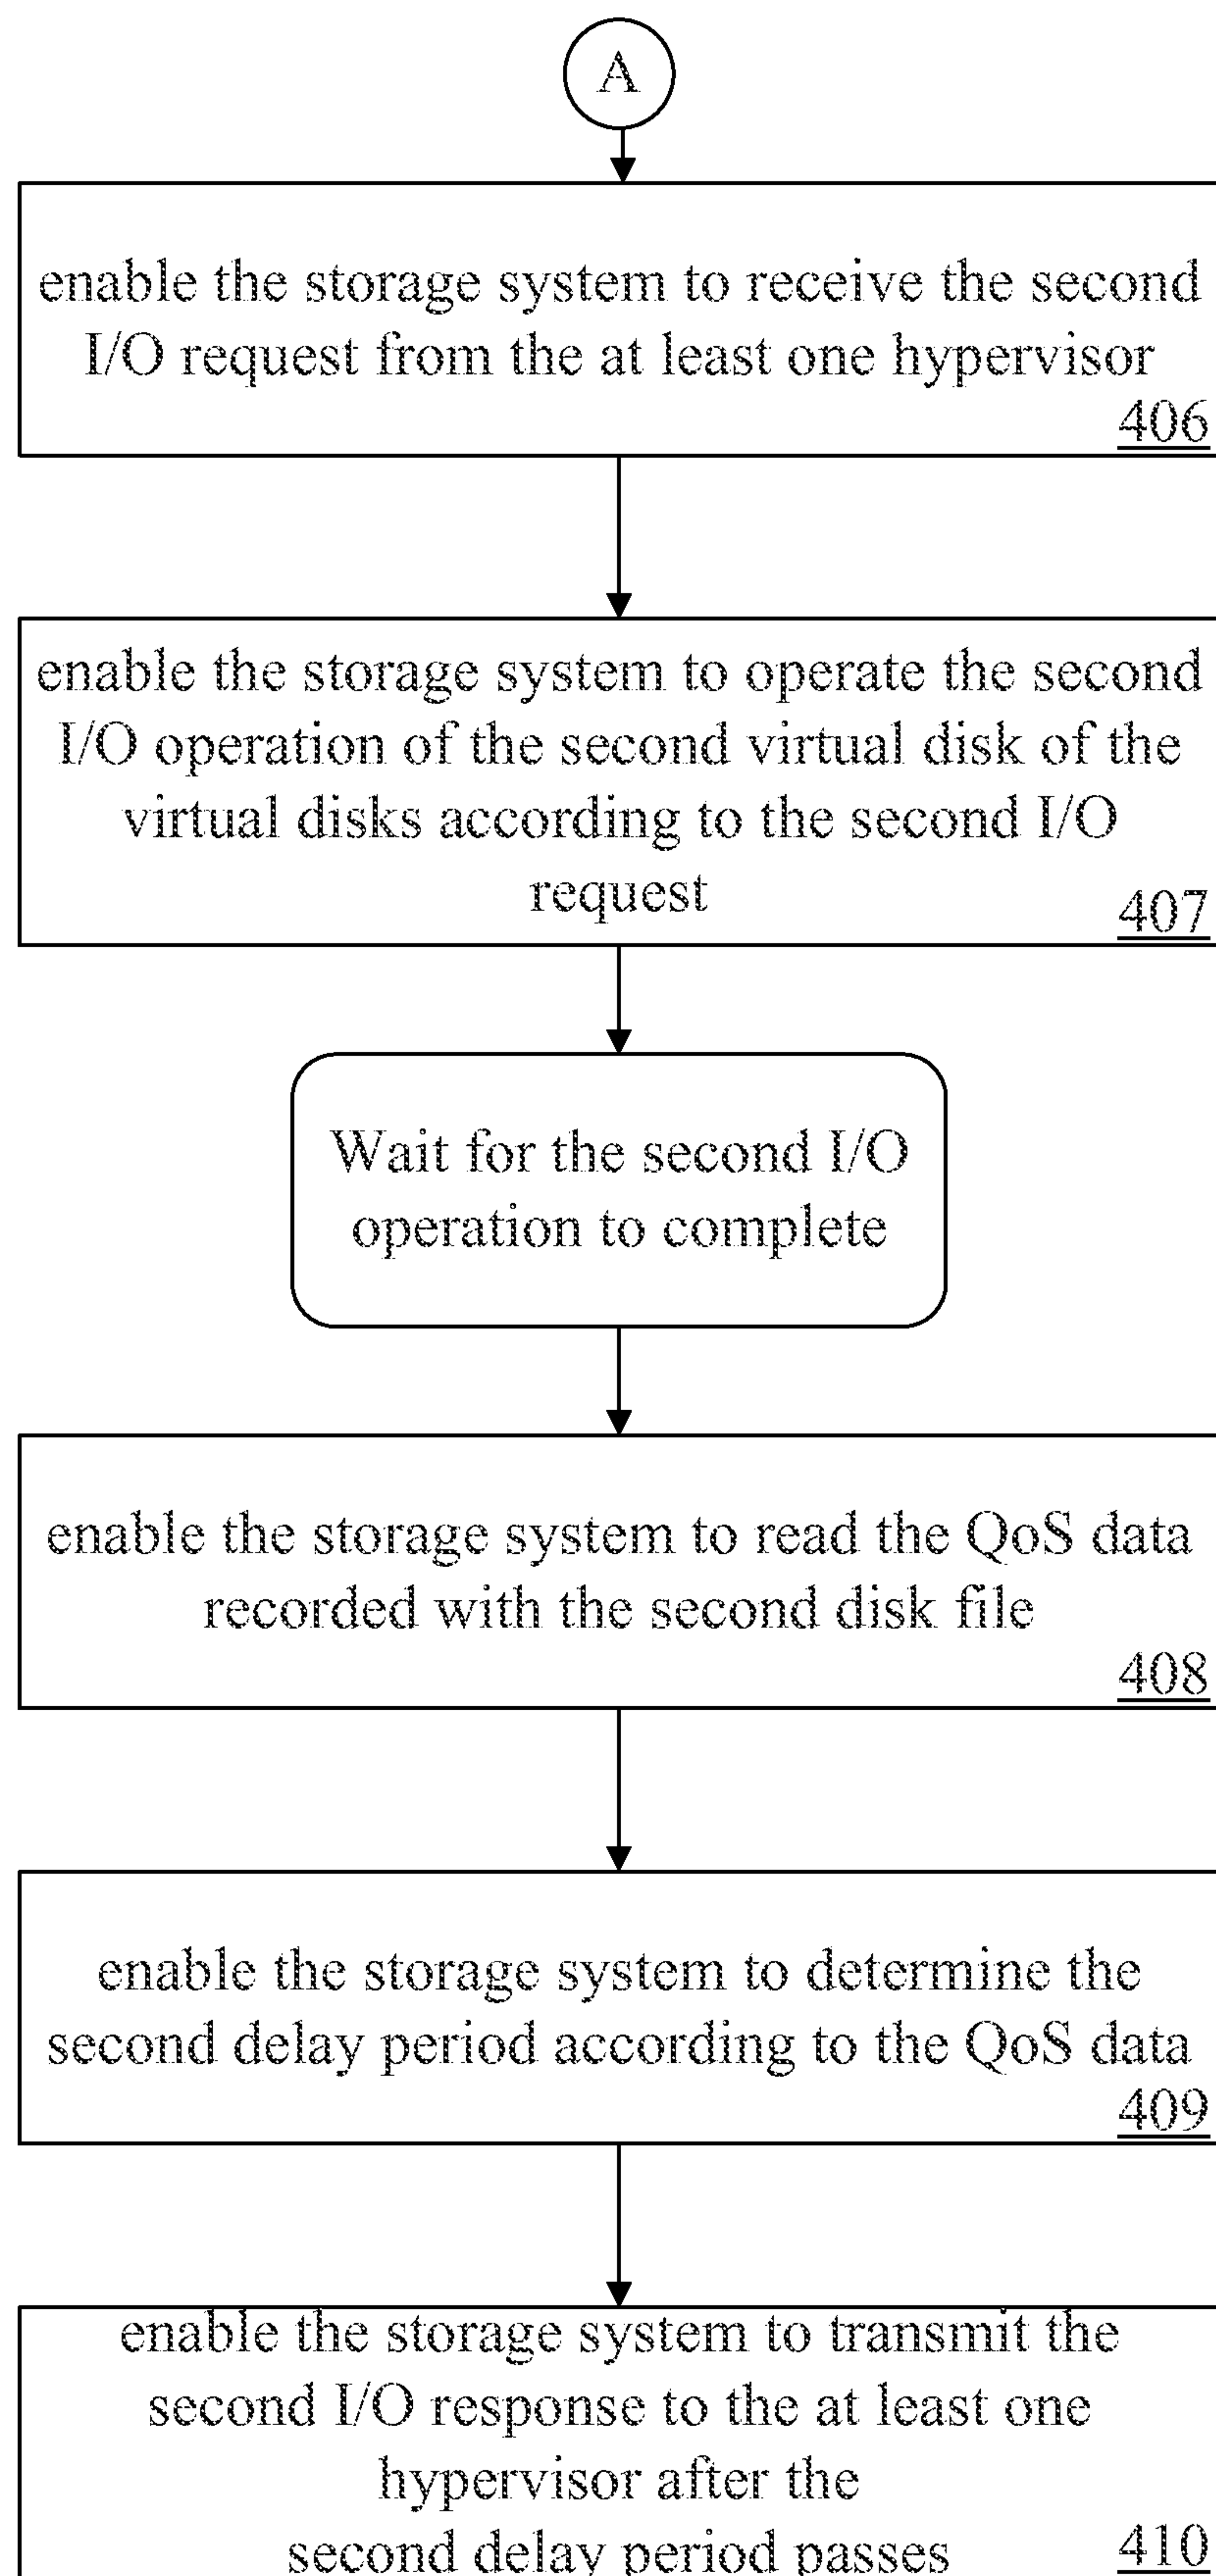 A
enable the storage system to receive the second
I/O request from the at least one hypervisor
406
enable the storage system to operate the second
I/O operation of the second virtual disk of the
virtual disks according to the second I/O
request
407
Wait for the second I/O
operation to complete
enable the storage system to read the QoS data
recorded with the second disk file
408
enable the storage system to determine the
second delay period according to the QoS data
409
enable the storage system to transmit the
second I/O response to the at least one
hypervisor after the
second delay period passes
410